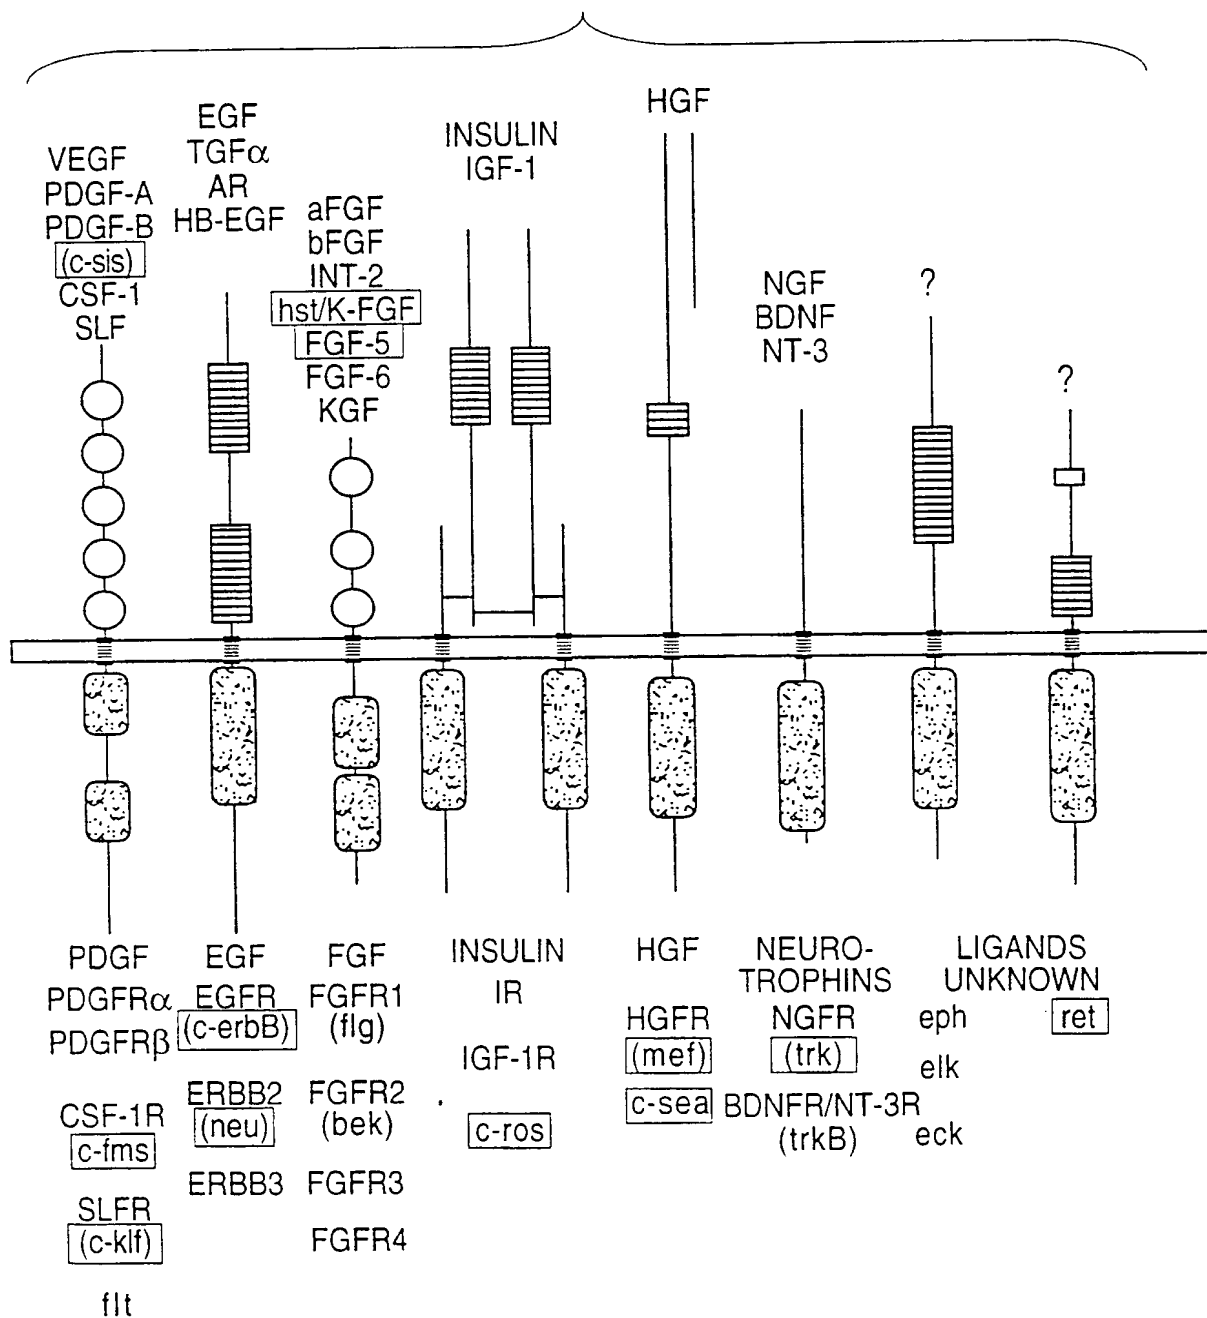 VEGF
PDGF-A
PDGF-B
(c-sis)
CSF-1
SLF
EGF
TGFα
AR
HB-EGF
aFGF
bFGF
INT-2
hst/K-FGF
FGF-5
FGF-6
KGF
INSULIN
IGF-1
HGF
NGF
BDNF
NT-3
?
?
PDGF
PDGFRα
PDGFRβ
CSF-1R
c-fms
SLFR
(c-klf)
flt
EGF
EGFR
(c-erbB)
ERBB2
(neu)
ERBB3
FGF
FGFR1
(flg)
FGFR2
(bek)
FGFR3
FGFR4
INSULIN
IR
IGF-1R
c-ros
HGF
HGFR
(mef)
c-sea
NEURO-
TROPHINS
NGFR
(trk)
BDNFR/NT-3R
(trkB)
LIGANDS
UNKNOWN
eph
elk
eck
ret